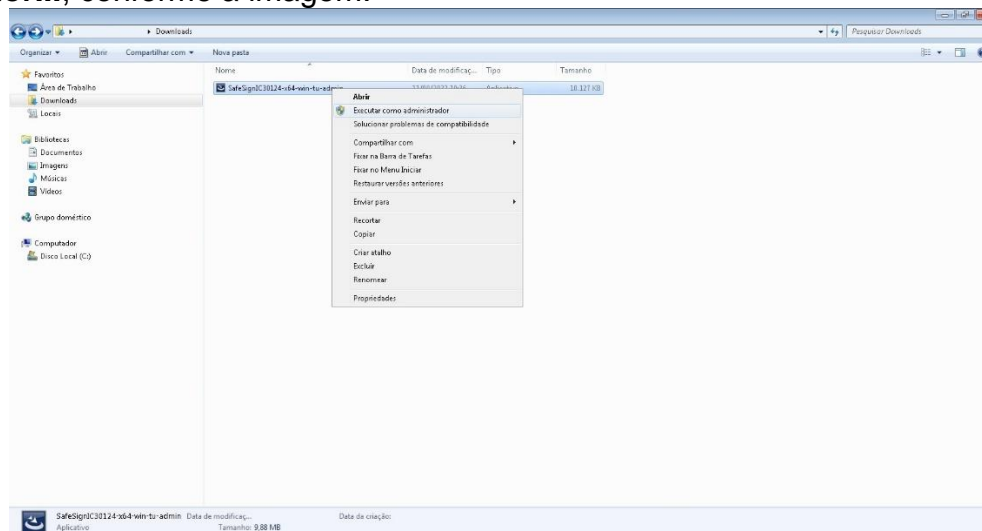 conforme a imagem:
Downloads
Pesquisar Downloads
Organizar
Abrir
Compartilhar com
Nova pasta
Nome
Data de modificaç...
Tipo
Tamanho
Favoritos
Área de Trabalho
Downloads
Locais
Bibliotecas
Documentos
Imagens
Músicas
Vídeos
Grupo doméstico
Computador
Disco Local (C:)
SafeSignIC30124-x64-win-tu-admin
10.127 KB
Abrir
Executar como administrador
Solucionar problemas de compatibilidade
Compartilhar com
Fixar na Barra de Tarefas
Fixar no Menu Iniciar
Restaurar versões anteriores
Enviar para
Recortar
Copiar
Criar atalho
Excluir
Renomear
Propriedades
SafeSignIC30124-x64-win-tu-admin Data de modificaç...
Data de criação:
Aplicativo
Tamanho: 9,88 MB